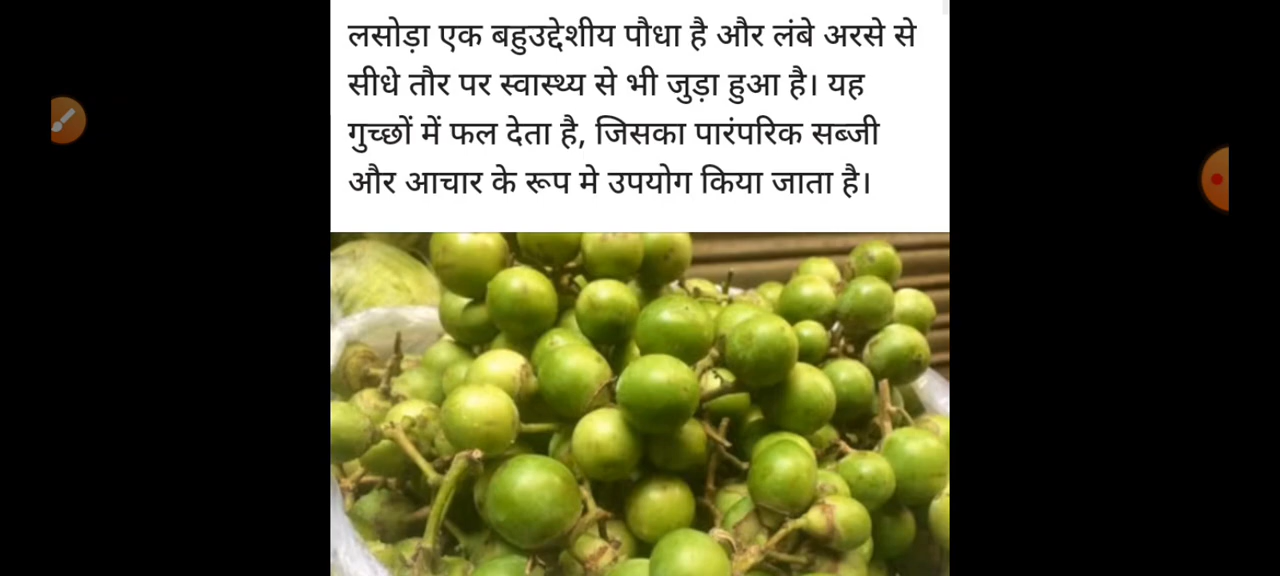 लसोड़ा एक बहुउद्देशीय पौधा है और लंबे अरसे से
सीधे तौर पर स्वास्थ्य से भी जुड़ा हुआ है। यह
गुच्छों में फल देता है, जिसका पारंपरिक सब्जी
और आचार के रूप मे उपयोग किया जाता है।